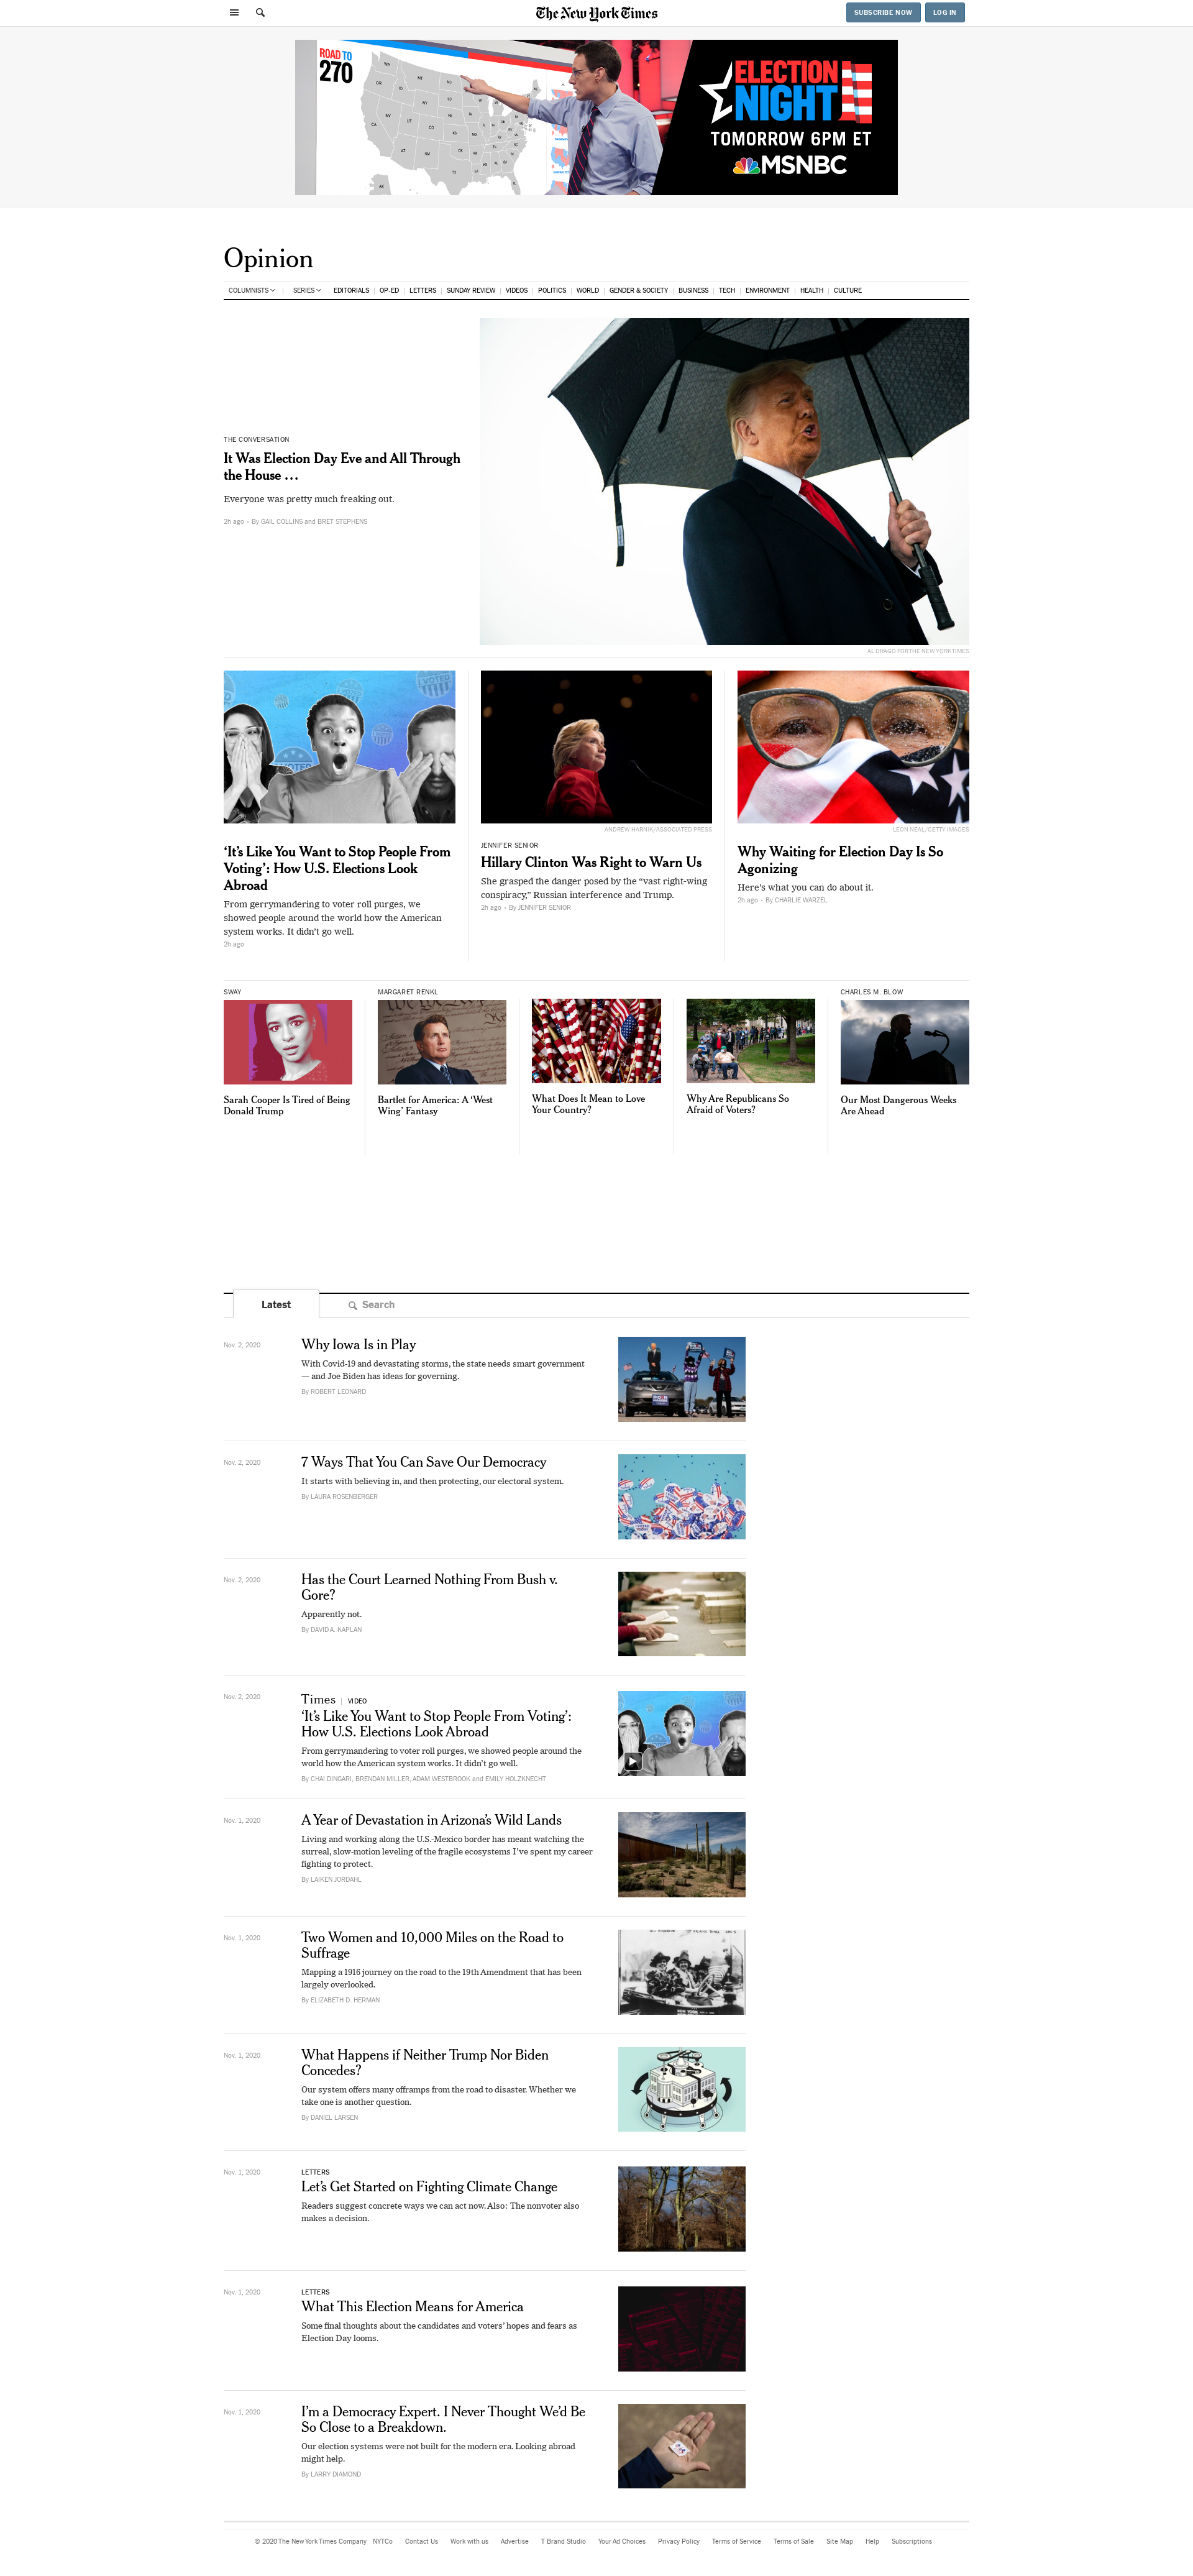 The New York Times
SUBSCRIBE NOW
LOG IN
ROAD TO
270
ELECTION
NIGHT
TOMORROW 6PM ET
MSNBC
Opinion
COLUMNISTS | SERIES EDITORIALS | OP-ED | LETTERS | SUNDAY REVIEW | VIDEOS | POLITICS | WORLD | GENDER & SOCIETY | BUSINESS | TECH | ENVIRONMENT | HEALTH | CULTURE
THE CONVERSATION
It Was Election Day Eve and All Through
the House …
Everyone was pretty much freaking out.
2h ago • By GAIL COLLINS and BRET STEPHENS
AL DRAGO FOR THE NEW YORK TIMES
VOTED
‘It’s Like You Want to Stop People From
Voting’: How U.S. Elections Look
Abroad
From gerrymandering to voter roll purges, we
showed people around the world how the American
system works. It didn’t go well.
2h ago
ANDREW HARNIK/ASSOCIATED PRESS
JENNIFER SENIOR
Hillary Clinton Was Right to Warn Us
She grasped the danger posed by the “vast right-wing
conspiracy,” Russian interference and Trump.
2h ago • By JENNIFER SENIOR
LEON NEAL/GETTY IMAGES
Why Waiting for Election Day Is So
Agonizing
Here’s what you can do about it.
2h ago • By CHARLIE WARZEL
SWAY
Sarah Cooper Is Tired of Being
Donald Trump
MARGARET RENKL
Bartlet for America: A ‘West
Wing’ Fantasy
What Does It Mean to Love
Your Country?
Why Are Republicans So
Afraid of Voters?
CHARLES M. BLOW
Our Most Dangerous Weeks
Are Ahead
Latest
Search
Nov. 2, 2020
Why Iowa Is in Play
With Covid-19 and devastating storms, the state needs smart government
— and Joe Biden has ideas for governing.
By ROBERT LEONARD
Nov. 2, 2020
7 Ways That You Can Save Our Democracy
It starts with believing in, and then protecting, our electoral system.
By LAURA ROSENBERGER
Nov. 2, 2020
Has the Court Learned Nothing From Bush v.
Gore?
Apparently not.
By DAVID A. KAPLAN
Nov. 2, 2020
Times | VIDEO
‘It’s Like You Want to Stop People From Voting’:
How U.S. Elections Look Abroad
From gerrymandering to voter roll purges, we showed people around the
world how the American system works. It didn’t go well.
By CHAI DINGARI, BRENDAN MILLER, ADAM WESTBROOK and EMILY HOLZKNECHT
Nov. 1, 2020
A Year of Devastation in Arizona’s Wild Lands
Living and working along the U.S.-Mexico border has meant watching the
surreal, slow-motion leveling of the fragile ecosystems I’ve spent my career
fighting to protect.
By LAIKEN JORDAHL
Nov. 1, 2020
Two Women and 10,000 Miles on the Road to
Suffrage
Mapping a 1916 journey on the road to the 19th Amendment that has been
largely overlooked.
By ELIZABETH D. HERMAN
Nov. 1, 2020
What Happens if Neither Trump Nor Biden
Concedes?
Our system offers many offramps from the road to disaster. Whether we
take one is another question.
By DANIEL LARSEN
Nov. 1, 2020
LETTERS
Let’s Get Started on Fighting Climate Change
Readers suggest concrete ways we can act now. Also: The nonvoter also
makes a decision.
Nov. 1, 2020
LETTERS
What This Election Means for America
Some final thoughts about the candidates and voters’ hopes and fears as
Election Day looms.
Nov. 1, 2020
I’m a Democracy Expert. I Never Thought We’d Be
So Close to a Breakdown.
Our election systems were not built for the modern era. Looking abroad
might help.
By LARRY DIAMOND
© 2020 The New York Times Company NYTCo Contact Us Work with us Advertise T Brand Studio Your Ad Choices Privacy Policy Terms of Service Terms of Sale Site Map Help Subscriptions